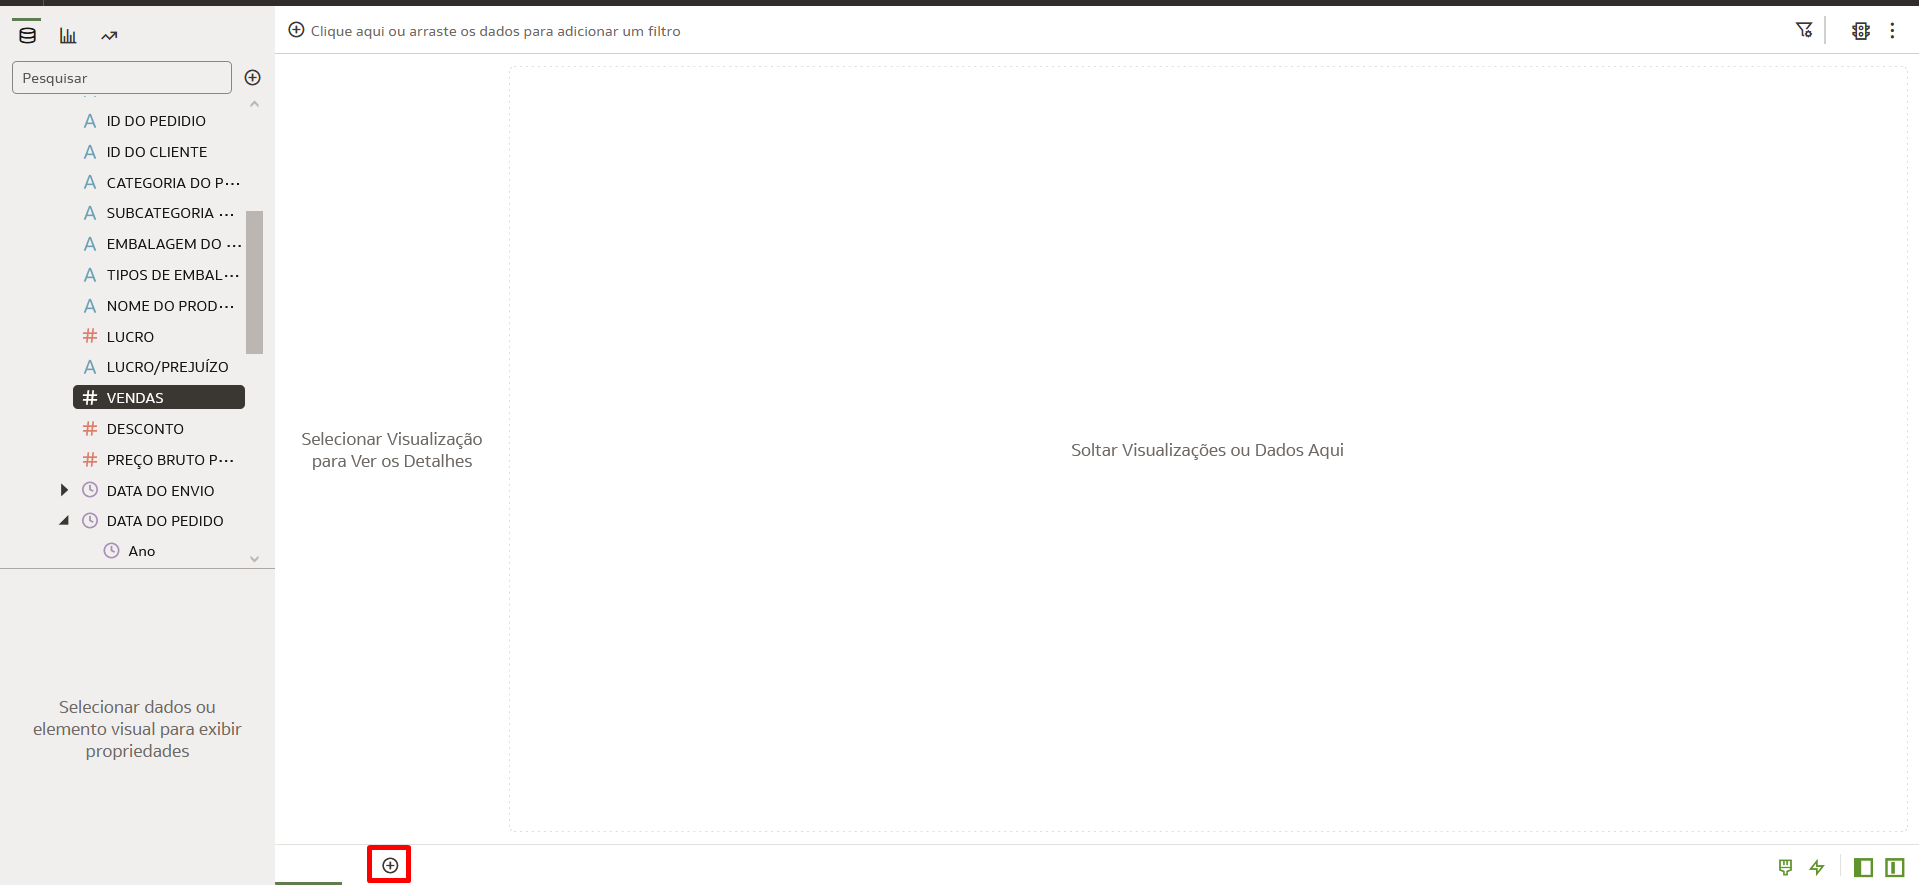 Clique aqui ou arraste os dados para adicionar um filtro
Pesquisar
ID DO PEDIDIO
ID DO CLIENTE
CATEGORIA DO P···
SUBCATEGORIA ...
EMBALAGEM DO ...
TIPOS DE EMBAL···
NOME DO PROD···
LUCRO
LUCRO/PREJUÍZO
VENDAS
DESCONTO
PREÇO BRUTO P···
DATA DO ENVIO
DATA DO PEDIDO
Ano
Selecionar dados ou
elemento visual para exibir
propriedades
Selecionar Visualização
para Ver os Detalhes
Soltar Visualizações ou Dados Aqui